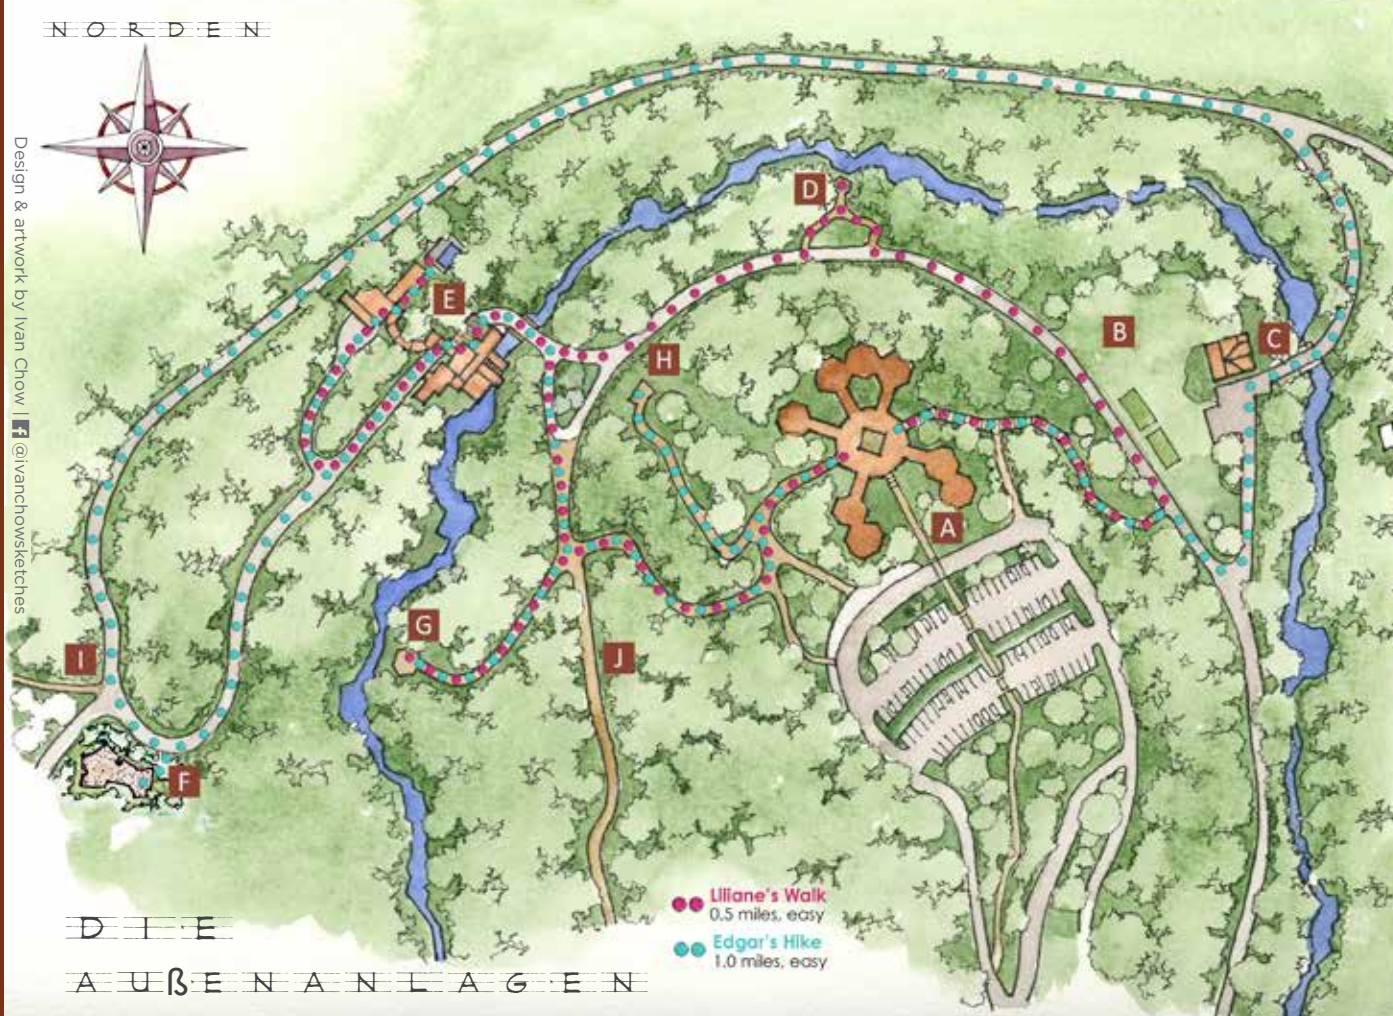 NORDEN
Design & artwork by Ivan Chow | f @ivanchowsketches
D
E
H
B
C
A
G
I
J
F
Liliane's Walk
0.5 miles, easy
Edgar's Hike
1.0 miles, easy
DIE
AUßENANLAGEN